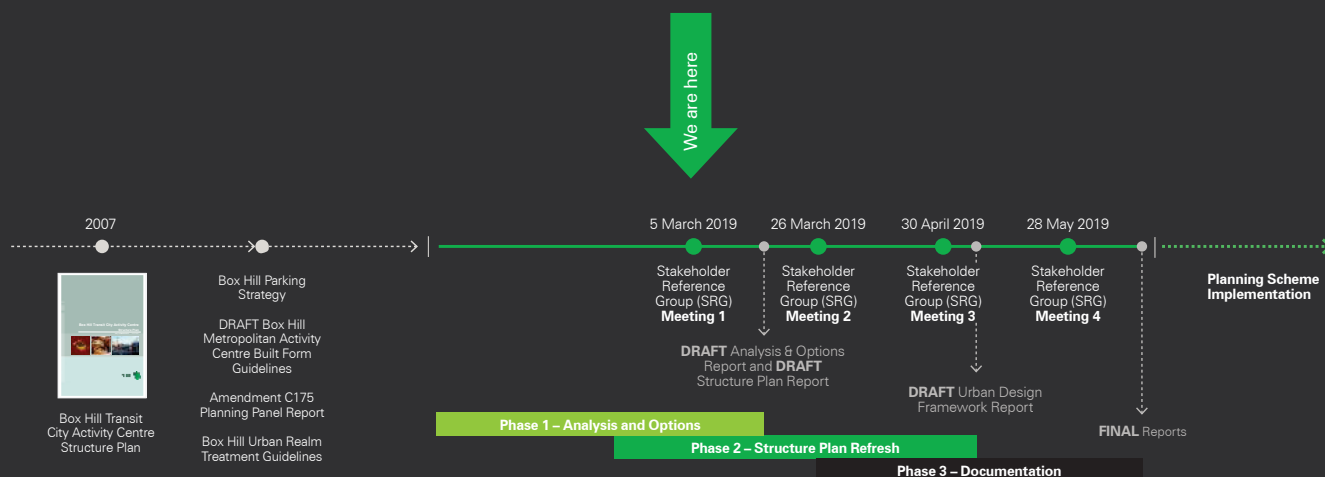 We are here
2007
5 March 2019
26 March 2019
30 April 2019
28 May 2019
Box Hill Transit
City Activity Centre
Structure Plan
Box Hill Parking
Strategy
DRAFT Box Hill
Metropolitan Activity
Centre Built Form
Guidelines
Amendment C175
Planning Panel Report
Box Hill Urban Realm
Treatment Guidelines
Stakeholder
Reference
Group (SRG)
Meeting 1
Stakeholder
Reference
Group (SRG)
Meeting 2
Stakeholder
Reference
Group (SRG)
Meeting 3
Stakeholder
Reference
Group (SRG)
Meeting 4
Planning Scheme
Implementation
DRAFT Analysis & Options
Report and DRAFT
Structure Plan Report
DRAFT Urban Design
Framework Report
FINAL Reports
Phase 1 – Analysis and Options
Phase 2 – Structure Plan Refresh
Phase 3 – Documentation